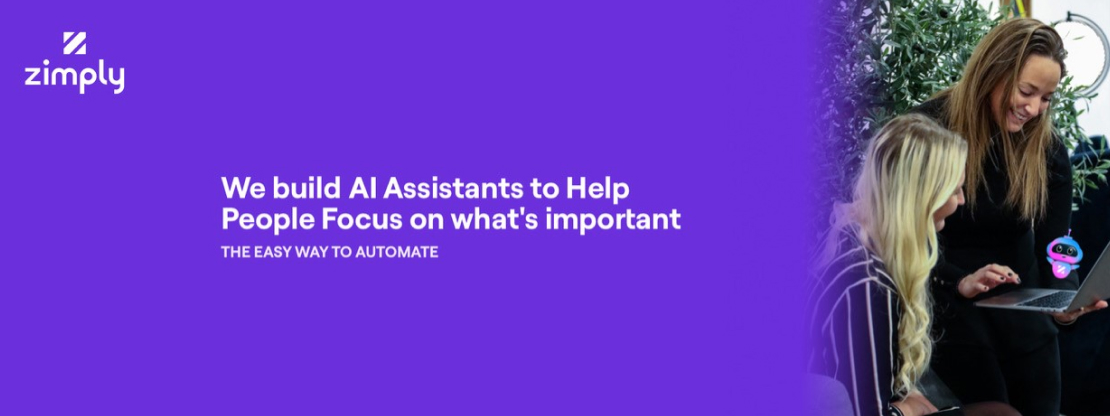 zimply
We build AI Assistants to Help
People Focus on what's important
THE EASY WAY TO AUTOMATE